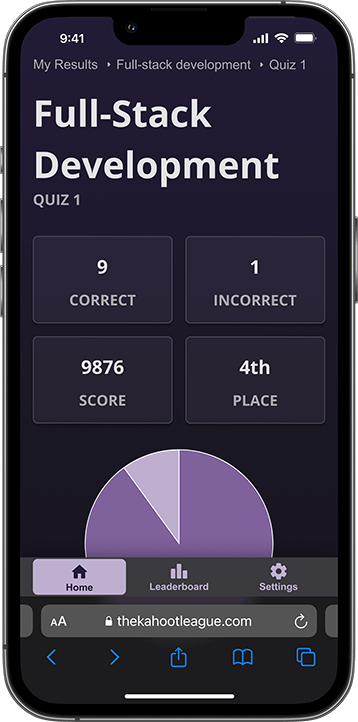 9:41
My Results ‣ Full-stack development ‣ Quiz 1
Full-Stack
Development
QUIZ 1
9 1
CORRECT INCORRECT
9876 4th
SCORE PLACE
Home Leaderboard Settings
AA thekahootleague.com